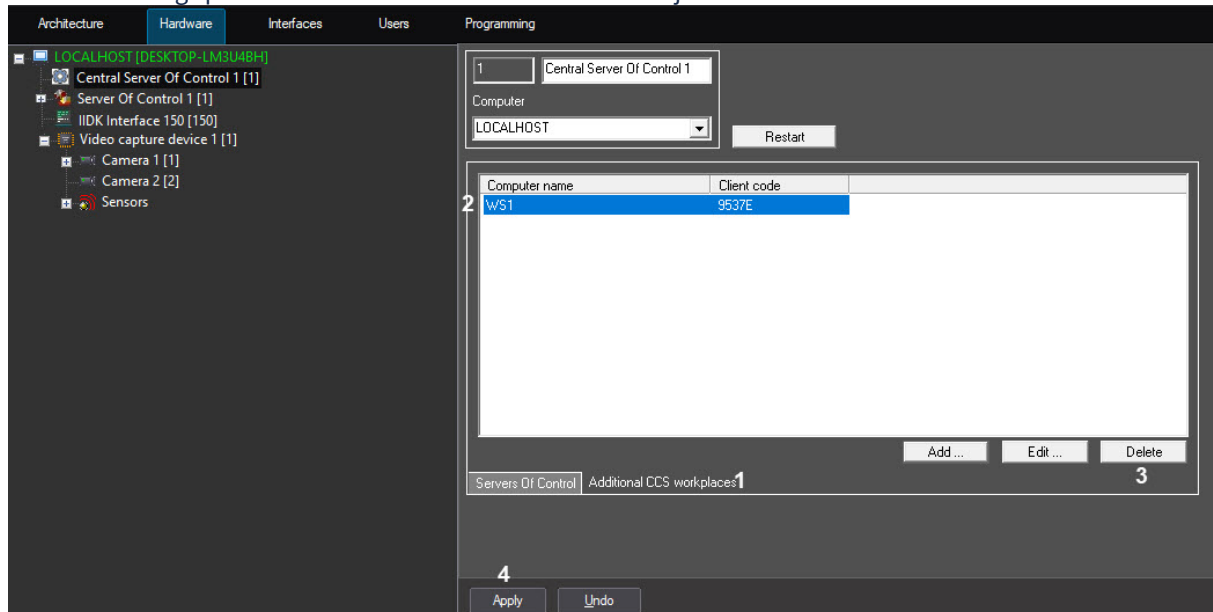 Architecture Hardware Interfaces Users Programming
LOCALHOST [DESKTOP-LM3U4BH]
Central Server Of Control 1 [1]
Server Of Control 1 [1]
IIDK Interface 150 [150]
Video capture device 1 [1]
Camera 1 [1]
Camera 2 [2]
Sensors
1 Central Server Of Control 1
Computer
LOCALHOST Restart
Computer name Client code
2 WS1 9537E
Add ... Edit ... Delete
Servers Of Control Additional CCS workplaces 1 3
4
Apply Undo